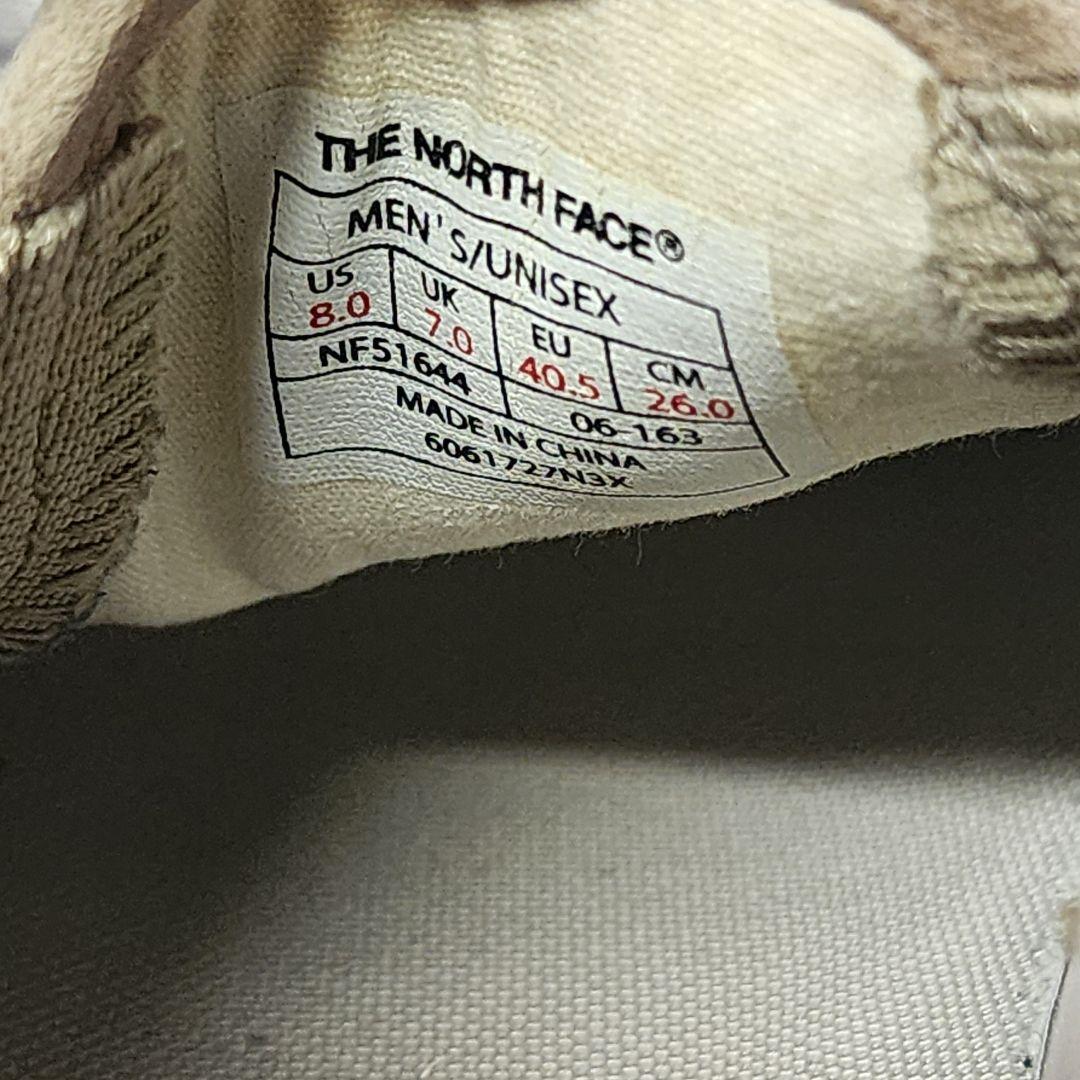 THE NORTH FACE®
MEN'S/UNISEX
US UK EU CM
8.0 7.0 40.5 26.0
NF51644 06-163
MADE IN CHINA
6061727N3X